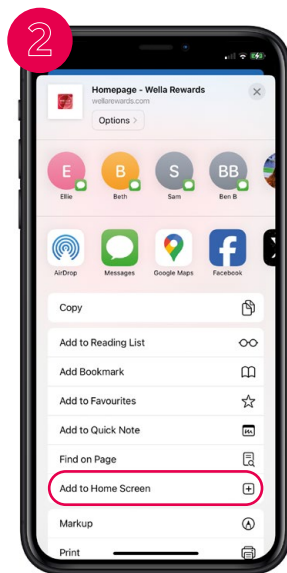 2
Homepage - Wella Rewards
wellarewards.com
Options
E
B
S
BB
Ellie
Beth
Sam
Ben B
AirDrop
Messages
Google Maps
Facebook
Copy
Add to Reading List
Add Bookmark
Add to Favourites
Add to Quick Note
Find on Page
Add to Home Screen
Markup
Print